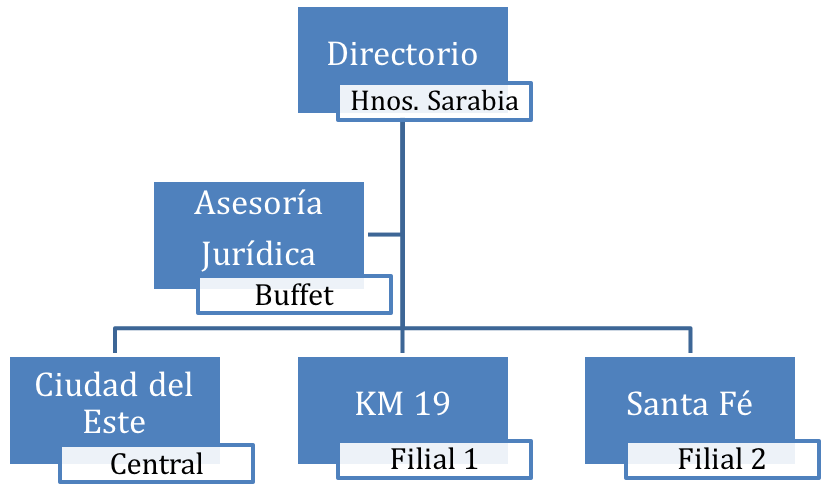 Directorio
Hnos. Sarabia
Asesoría
Jurídica
Buffet
Ciudad del
Este
Central
KM 19
Filial 1
Santa Fé
Filial 2